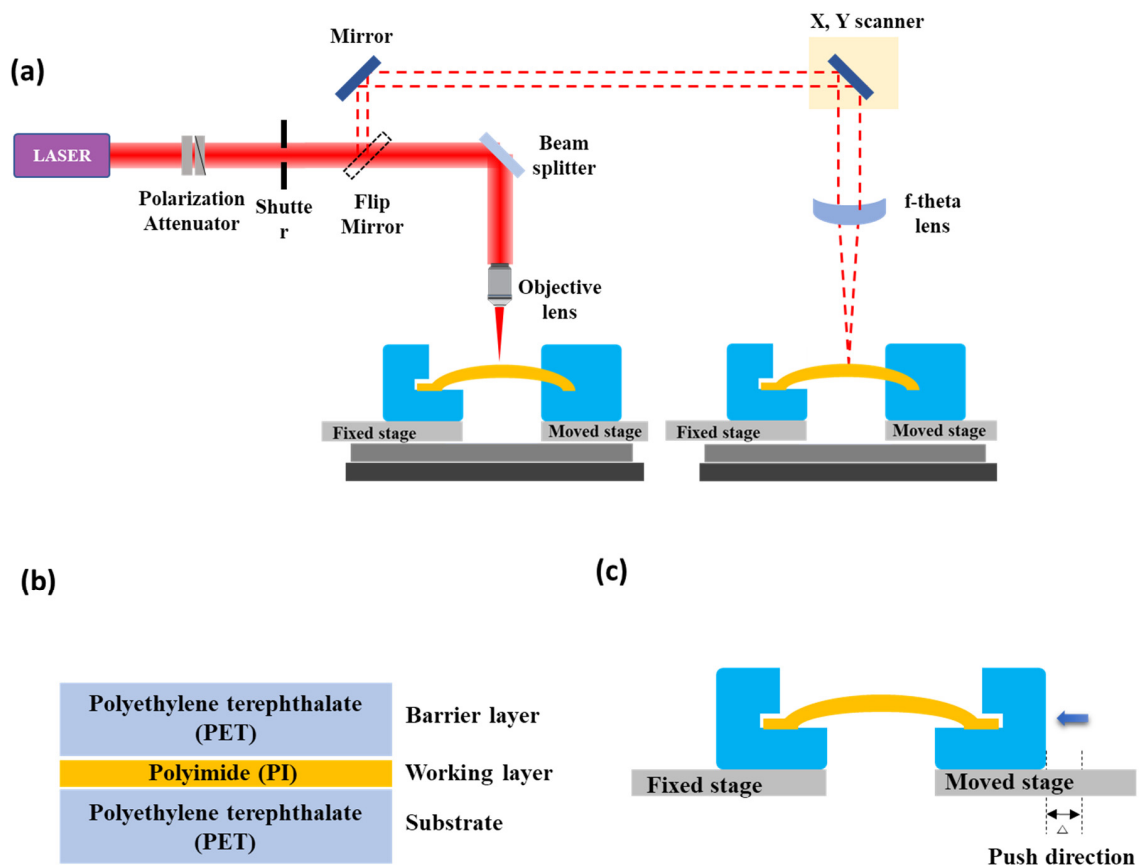 (a)
Mirror
X, Y scanner
LASER
Beam
splitter
Polarization
Attenuator
Shutte
r
Flip
Mirror
f-theta
lens
Objective
lens
Fixed stage
Moved stage
Fixed stage
Moved stage
(b)
Polyethylene terephthalate
(PET)
Barrier layer
Polyimide (PI)
Working layer
Polyethylene terephthalate
(PET)
Substrate
(c)
Fixed stage
Moved stage
△
Push direction